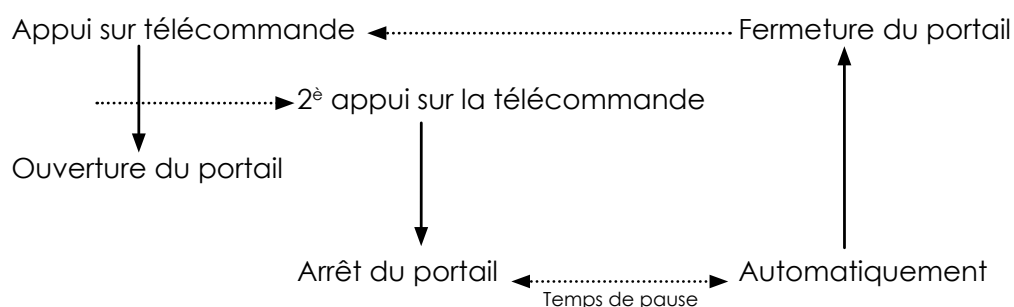 Appui sur télécommande
Fermeture du portail
2è appui sur la télécommande
Ouverture du portail
Arrêt du portail
Automatiquement
Temps de pause